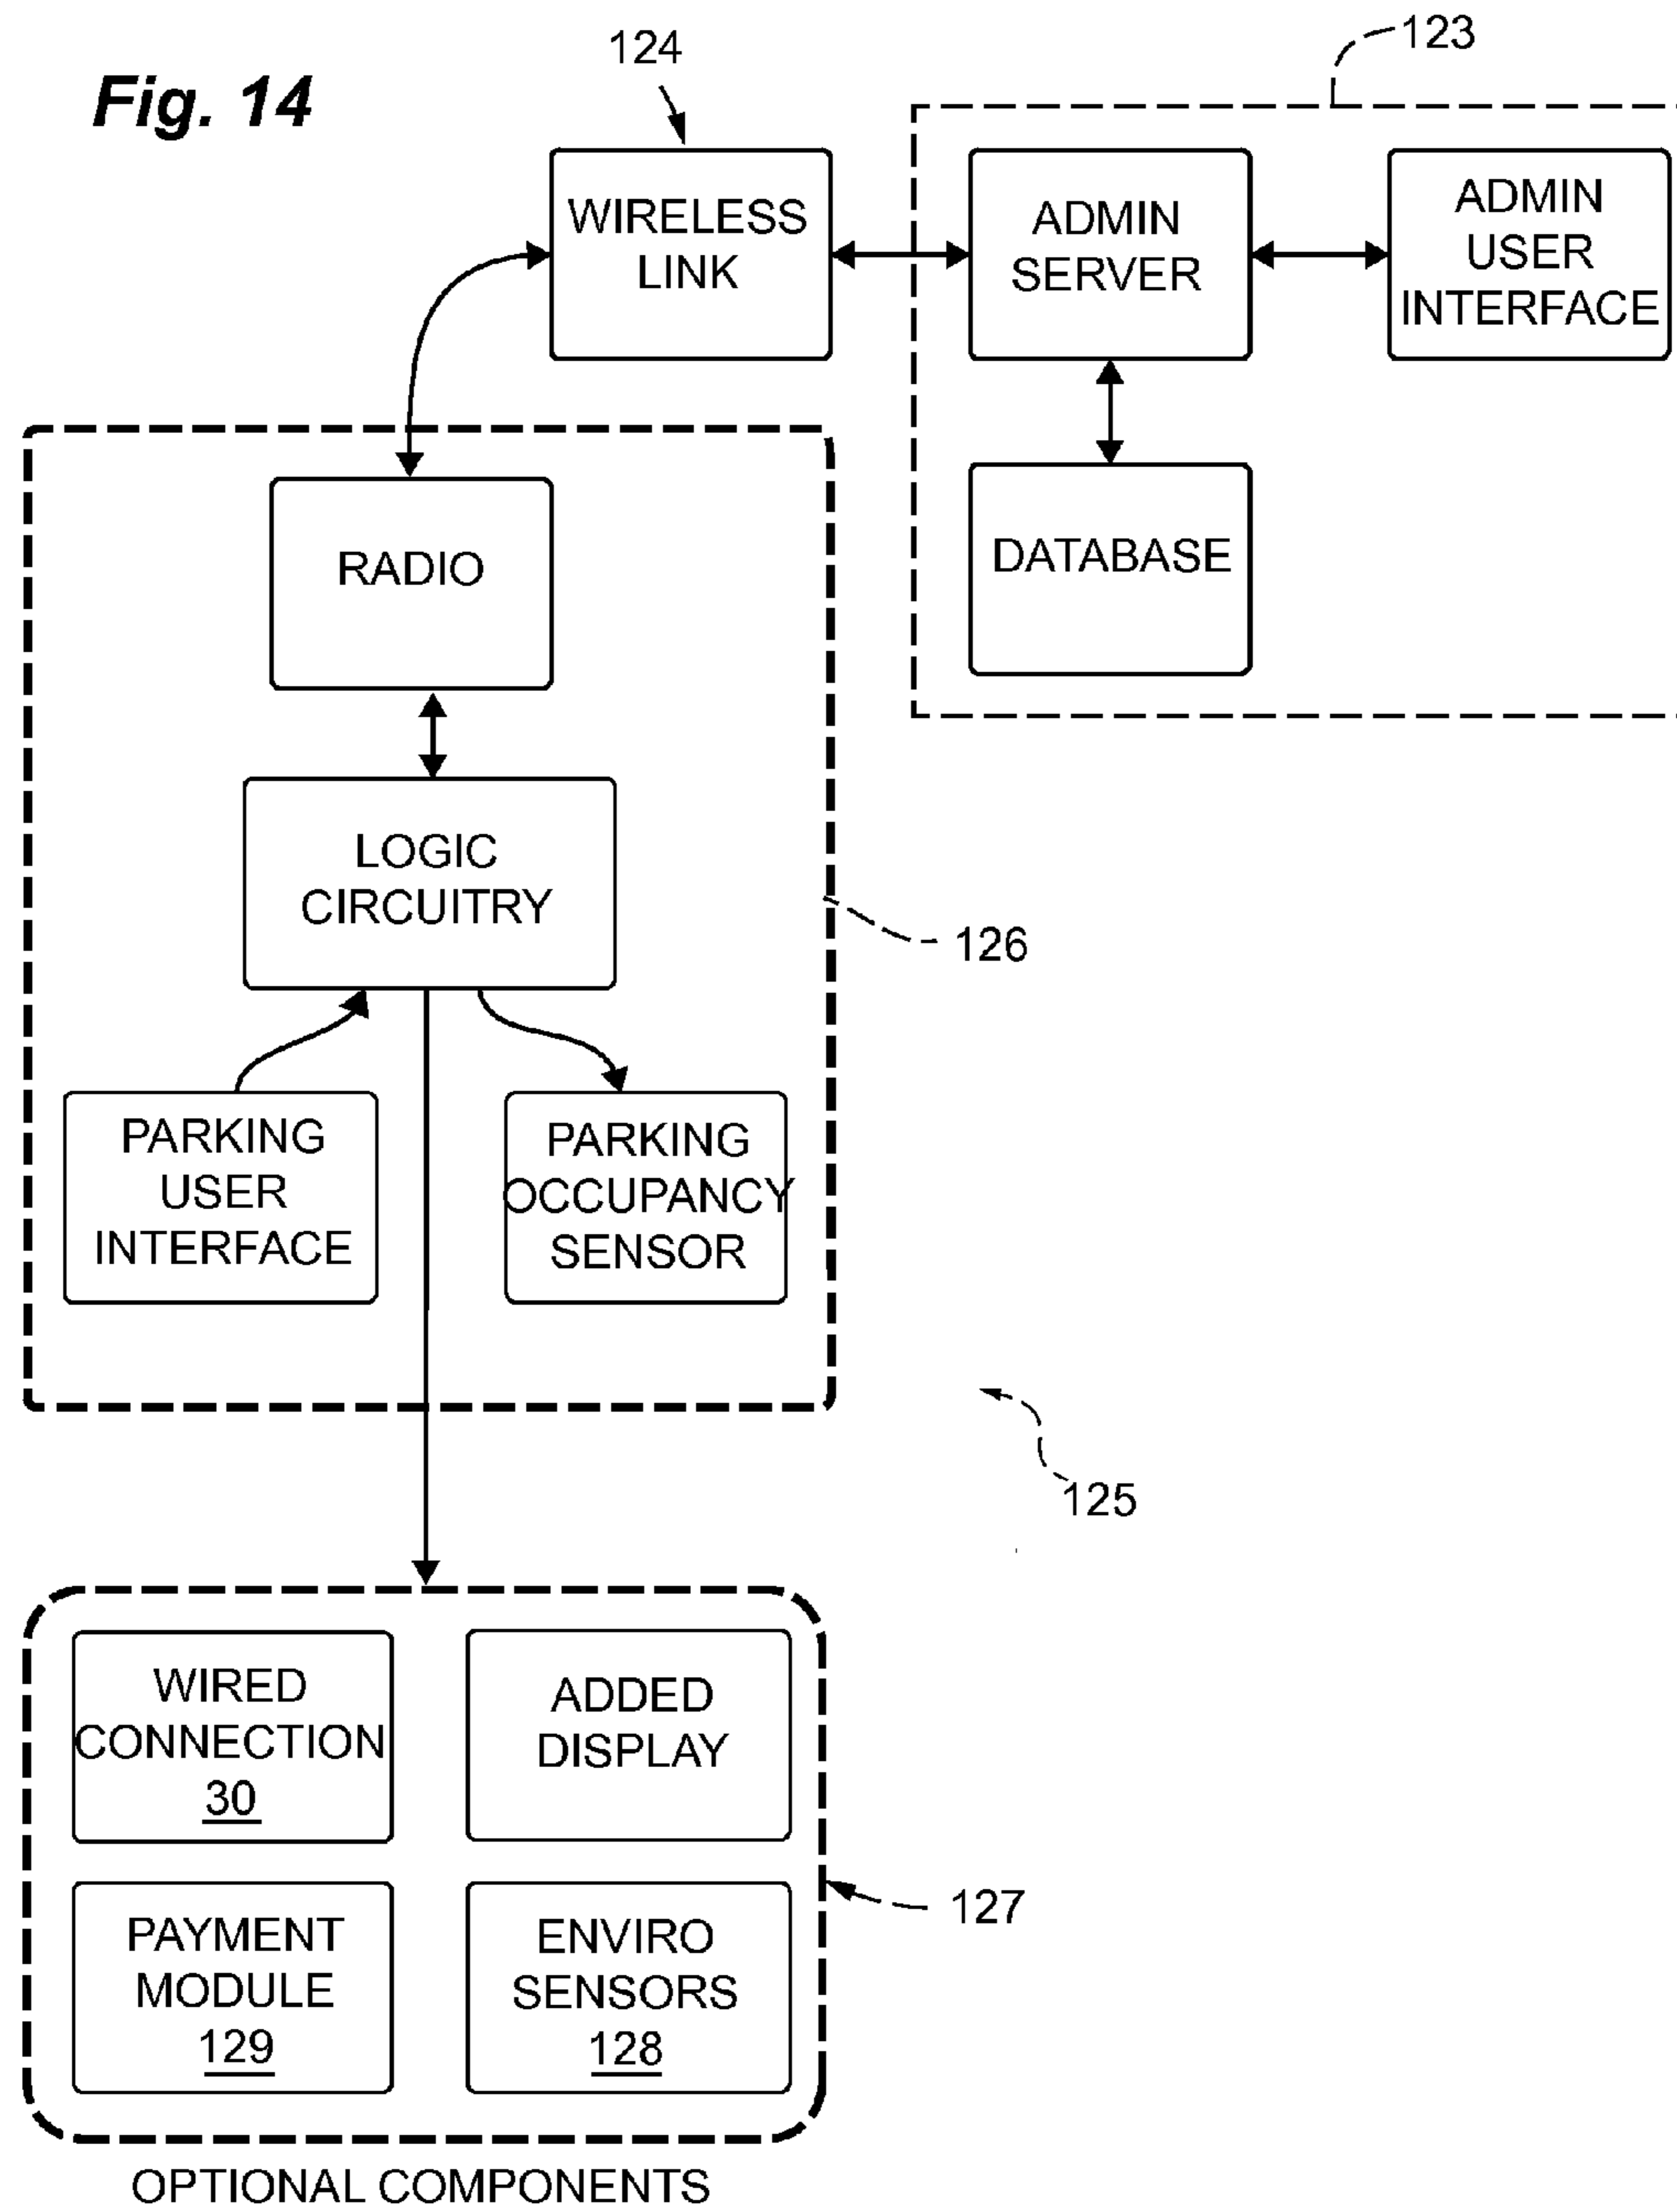 Fig. 14
124
123
WIRELESS
LINK
ADMIN
SERVER
ADMIN
USER
INTERFACE
DATABASE
RADIO
LOGIC
CIRCUITRY
126
PARKING
USER
INTERFACE
PARKING
OCCUPANCY
SENSOR
125
WIRED
CONNECTION
30
ADDED
DISPLAY
PAYMENT
MODULE
129
ENVIRO
SENSORS
128
127
OPTIONAL COMPONENTS